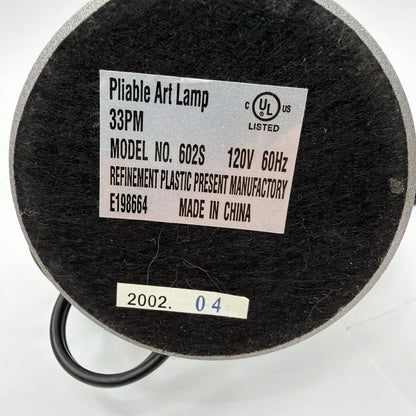 Pliable Art Lamp
33PM
C UL US
LISTED
MODEL NO. 602S 120V 60Hz
REFINEMENT PLASTIC PRESENT MANUFACTORY
E198664 MADE IN CHINA
2002. 04